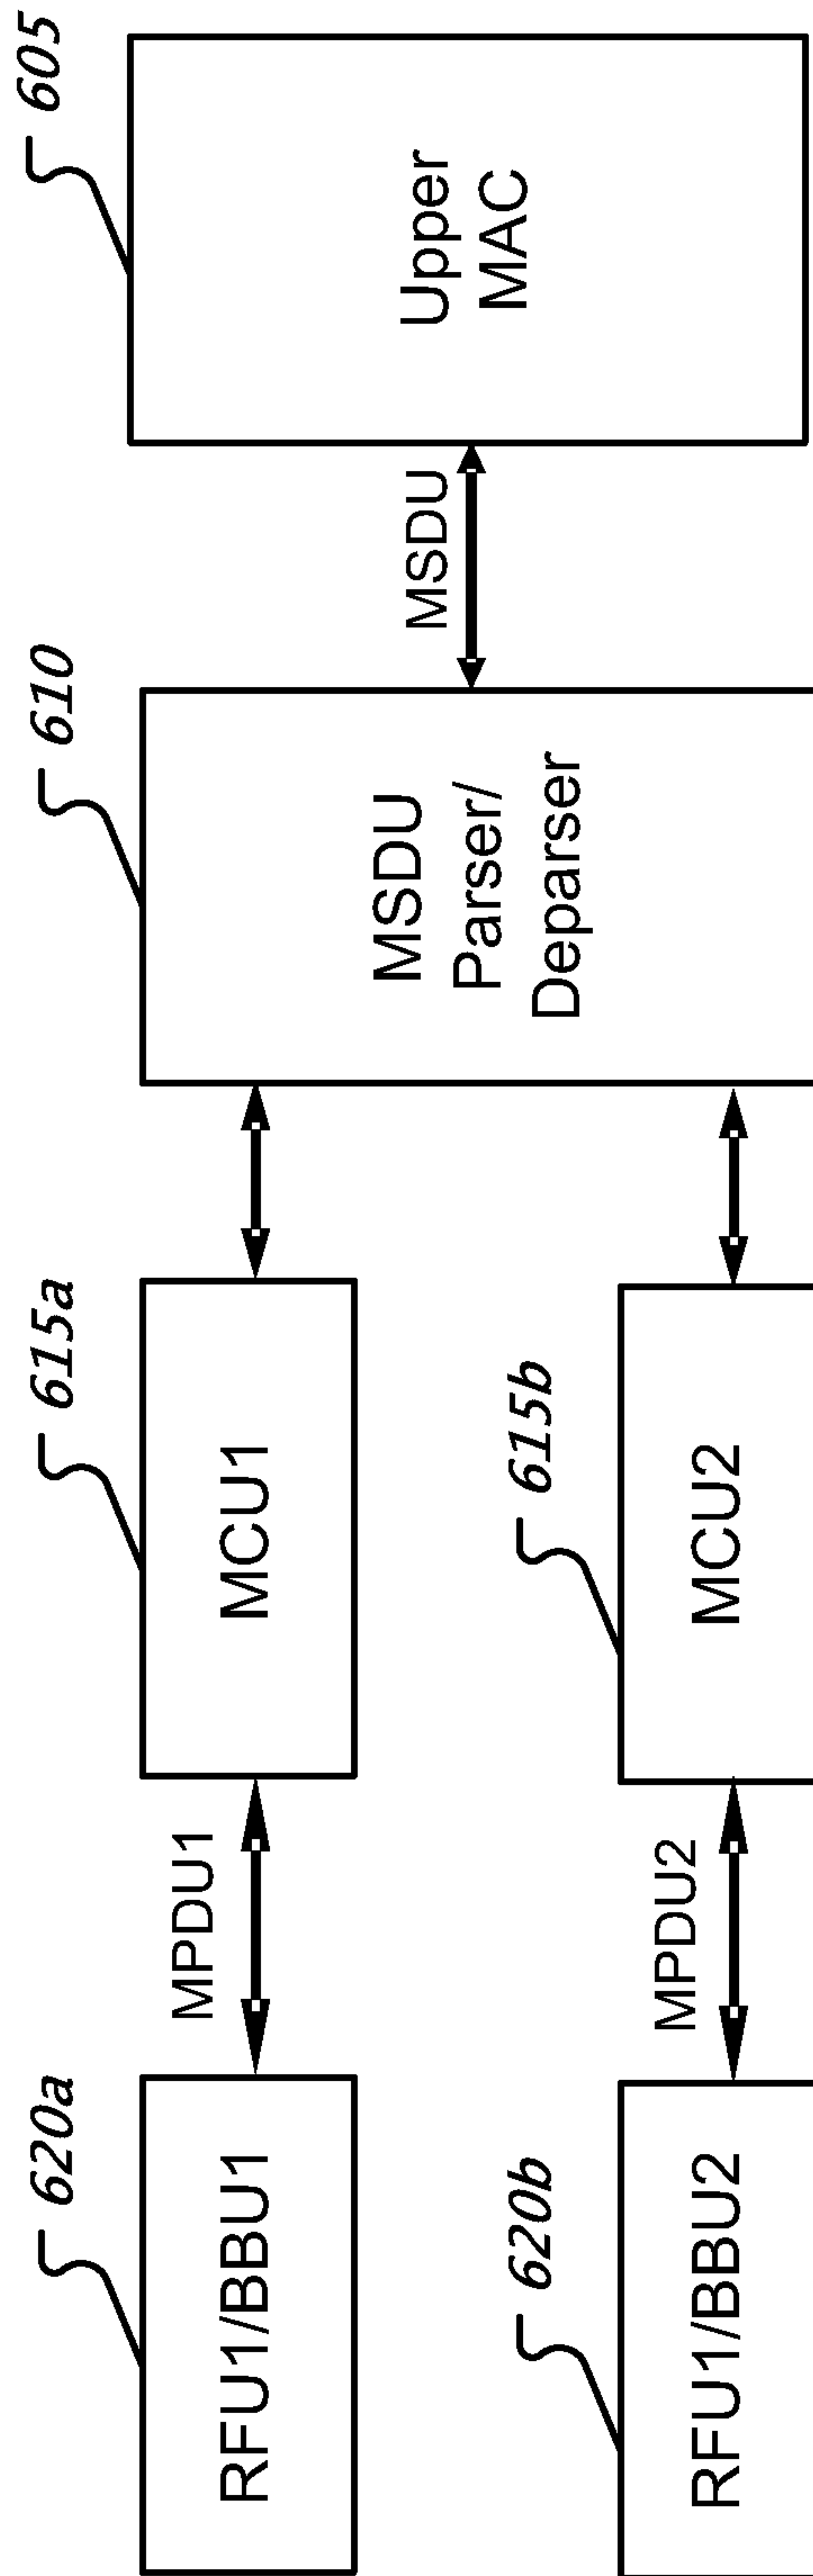 620a
RFU1/BBU1
MPDU1
615a
MCU1
620b
RFU1/BBU2
MPDU2
615b
MCU2
610
MSDU
Parser/
Deparser
MSDU
605
Upper
MAC